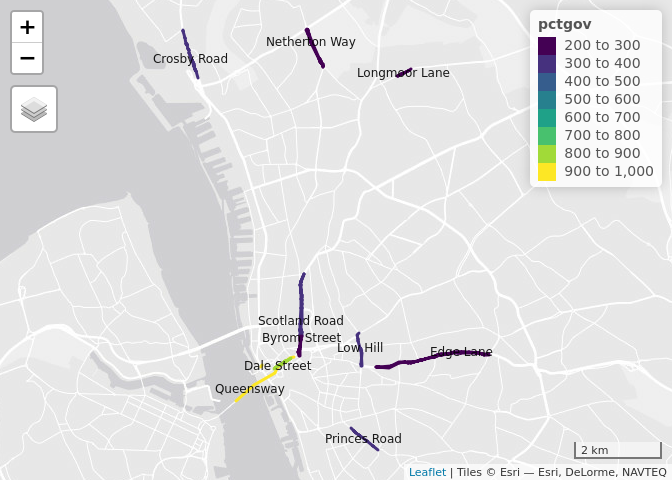 +
−
pctgov
200 to 300
300 to 400
400 to 500
500 to 600
600 to 700
700 to 800
800 to 900
900 to 1,000
Netherton Way
Crosby Road
Longmoor Lane
Scotland Road
Byrom Street
Low Hill
Edge Lane
Dale Street
Queensway
Princes Road
2 km
Leaflet | Tiles © Esri — Esri, DeLorme, NAVTEQ